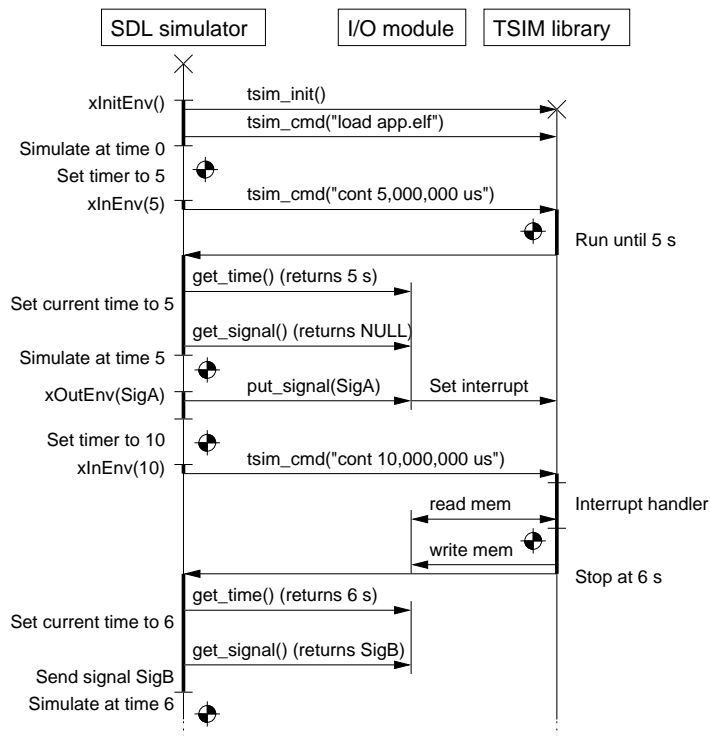 SDL simulator
I/O module
TSIM library
xInitEnv()
tsim_init()
tsim_cmd("load app.elf")
Simulate at time 0
Set timer to 5
xInEnv(5)
tsim_cmd("cont 5,000,000 us")
Run until 5 s
get_time() (returns 5 s)
Set current time to 5
get_signal() (returns NULL)
Simulate at time 5
xOutEnv(SigA)
put_signal(SigA)
Set interrupt
Set timer to 10
xInEnv(10)
tsim_cmd("cont 10,000,000 us")
read mem
Interrupt handler
write mem
Stop at 6 s
get_time() (returns 6 s)
Set current time to 6
get_signal() (returns SigB)
Send signal SigB
Simulate at time 6